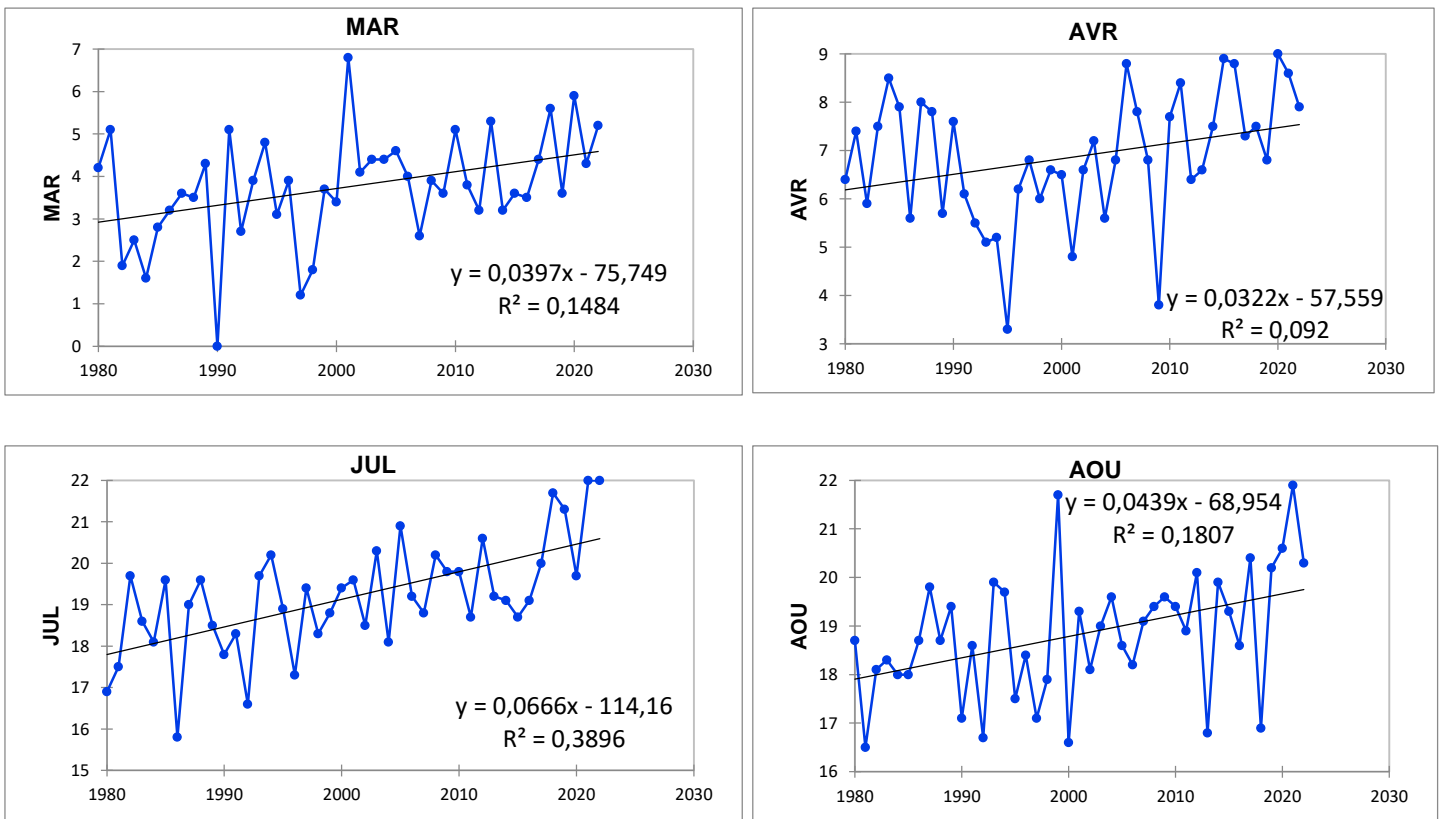 MAR
7
6
5
4
3
2
1
0
MAR
y = 0,0397x - 75,749
R² = 0,1484
1980 1990 2000 2010 2020 2030
AVR
9
8
7
6
5
4
3
AVR
y = 0,0322x - 57,559
R² = 0,092
1980 1990 2000 2010 2020 2030
JUL
22
21
20
19
18
17
16
15
JUL
y = 0,0666x - 114,16
R² = 0,3896
1980 1990 2000 2010 2020 2030
AOU
22
21
20
19
18
17
16
AOU
y = 0,0439x - 68,954
R² = 0,1807
1980 1990 2000 2010 2020 2030